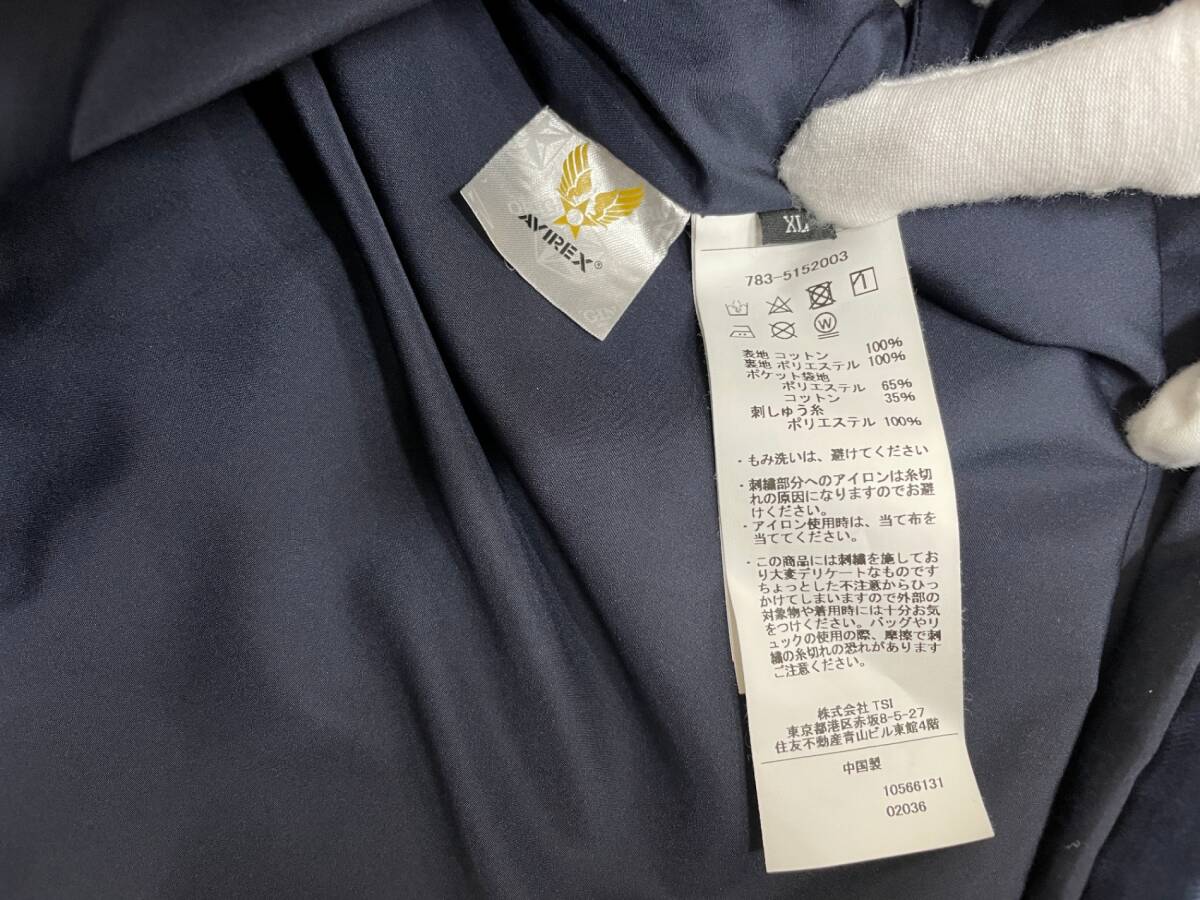 AVIREX®
XL
783-5152003
W
表地 コットン 100%
裏地 ポリエステル 100%
ポケット袋地
ポリエステル 65%
コットン 35%
刺しゅう糸
ポリエステル 100%
・もみ洗いは、避けてください
・刺繍部分へのアイロンは糸切
れの原因になりますのでお避
けください。
・アイロン使用時は、当て布を
当ててください。
・この商品には刺繍を施してお
り大変デリケートなものです
ちょっとした不注意からひっ
かけてしまいますので外部の
対象物や着用時には十分お気
をつけください。バッグやリ
ュックの使用の際、摩擦で刺
繍の糸切れの恐れがあります
ご注意ください。
株式会社 TSI
東京都港区赤坂8-5-27
住友不動産青山ビル東館4階
中国製
10566131
02036